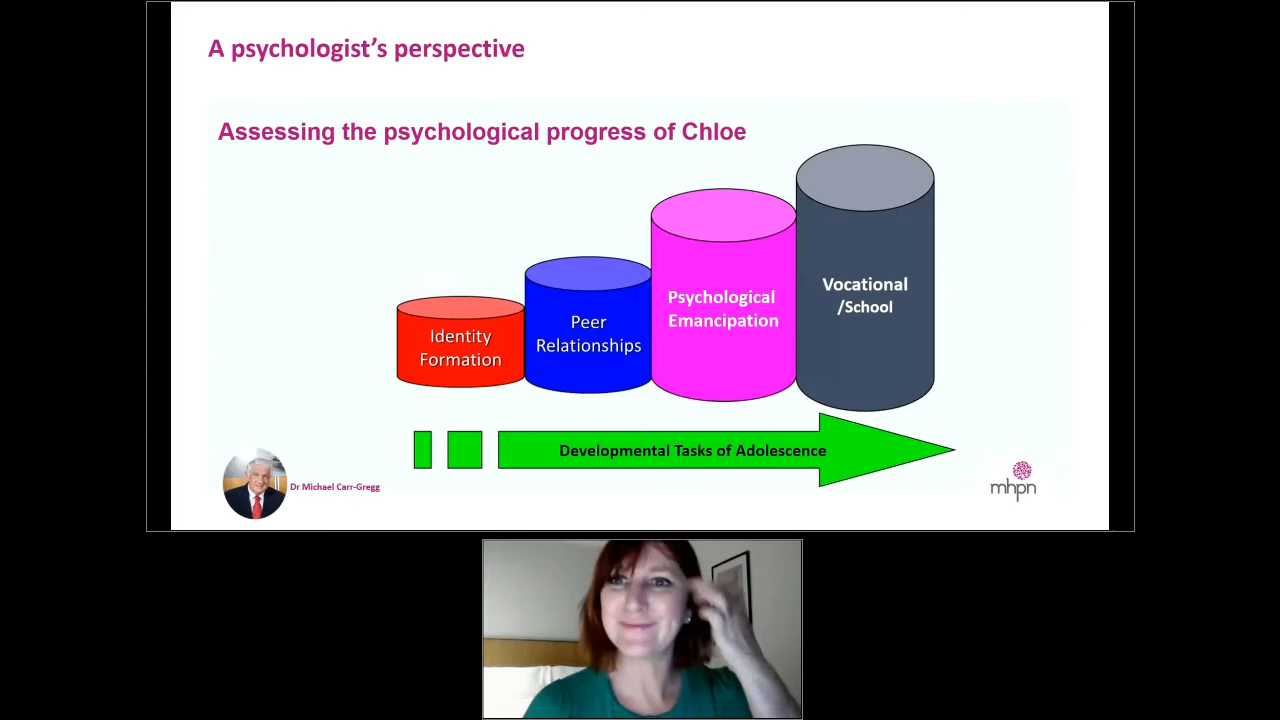 A psychologist’s perspective
Assessing the psychological progress of Chloe
Identity
Formation
Peer
Relationships
Psychological
Emancipation
Vocational
/School
Developmental Tasks of Adolescence
Dr Michael Carr-Gregg
mhpn